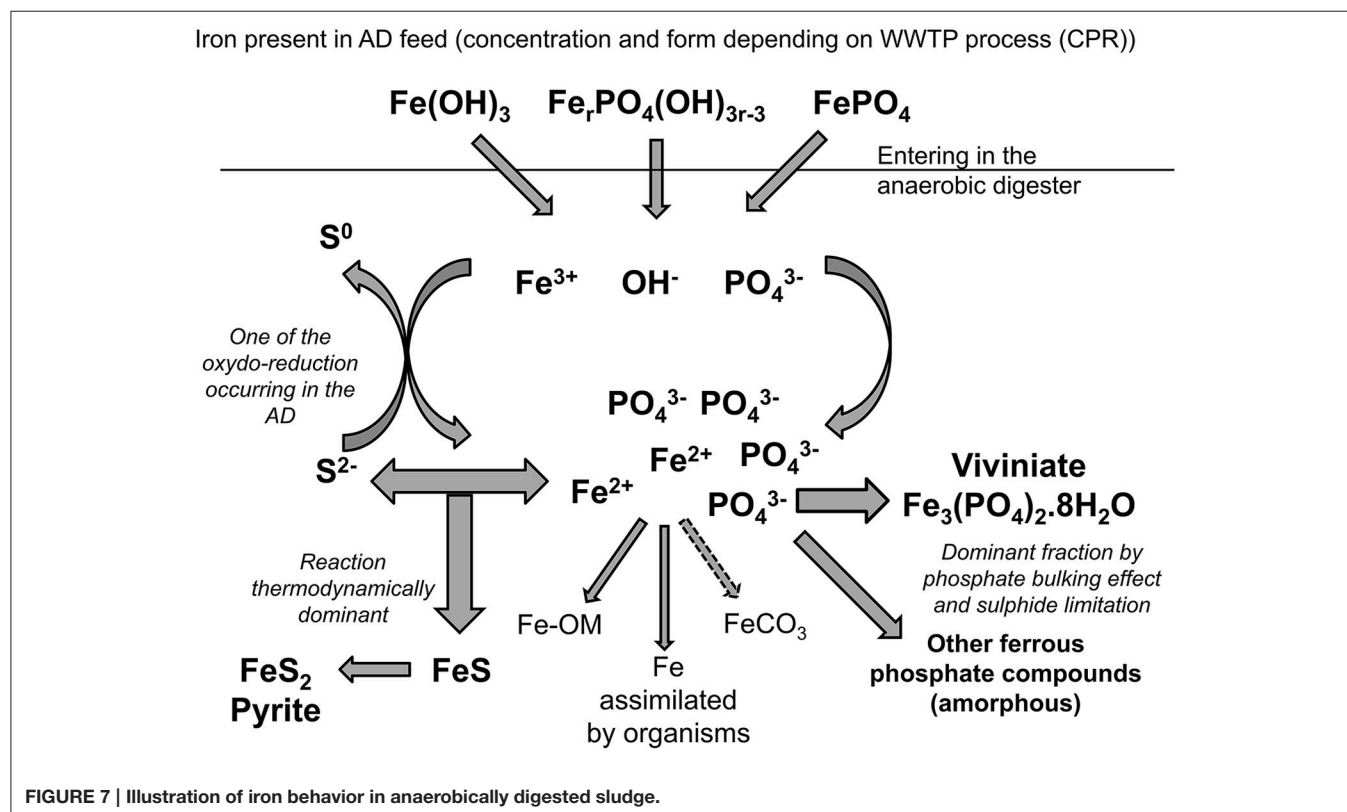 Iron present in AD feed (concentration and form depending on WWTP process (CPR))
Fe(OH)₃ FeᵣPO₄(OH)₃ᵣ₋₃ FePO₄
Entering in the
anaerobic digester
S⁰
Fe³⁺ OH⁻ PO₄³⁻
One of the
oxydo-reduction
occurring in the
AD
PO₄³⁻ PO₄³⁻
Fe²⁺ PO₄³⁻
S²⁻
Fe²⁺ PO₄³⁻
Viviniate
Fe₃(PO₄)₂.8H₂O
Dominant fraction by
phosphate bulking effect
and sulphide limitation
Reaction
thermodynamically
dominant
Fe-OM
FeCO₃
Fe
assimilated
by organisms
Other ferrous
phosphate compounds
(amorphous)
FeS₂
Pyrite
FeS
FIGURE 7 | Illustration of iron behavior in anaerobically digested sludge.